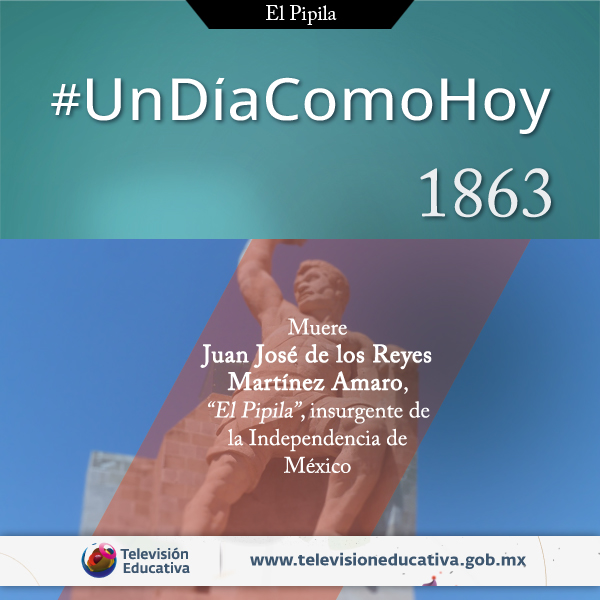 El Pipila
#UnDíaComoHoy
1863
Muere
Juan José de los Reyes
Martínez Amaro,
“El Pipila”, insurgente de
la Independencia de
México
Televisión
Educativa
www.televisioneducativa.gob.mx